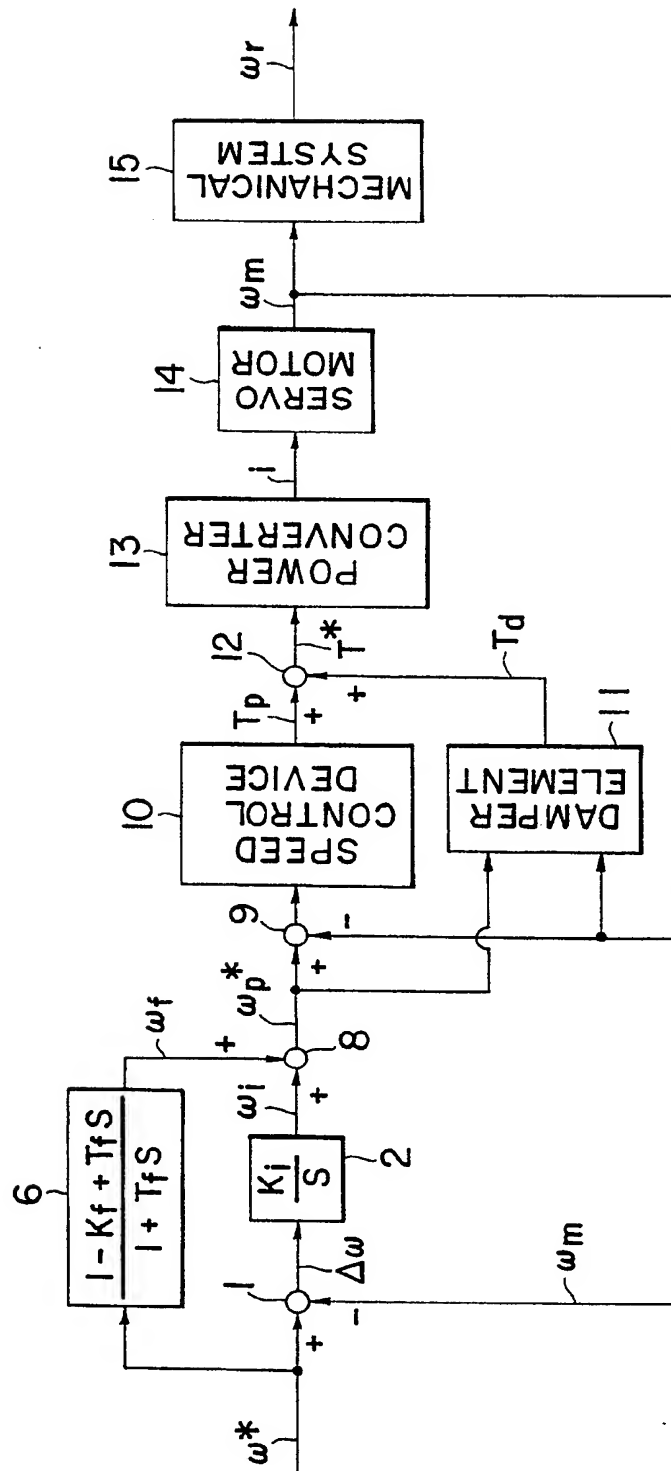 ω*
6
1 - Kf + TfS
1 + TfS
1
+
-
Δω
Ki
S
2
ωi
+
ωf
+
8
ωp*
9
+
-
10
SPEED
CONTROL
DEVICE
Tp
+
12
+
T*
Td
DAMPER
ELEMENT
11
13
POWER
CONVERTER
i
14
SERVO
MOTOR
ωm
15
MECHANICAL
SYSTEM
ωr
ωm